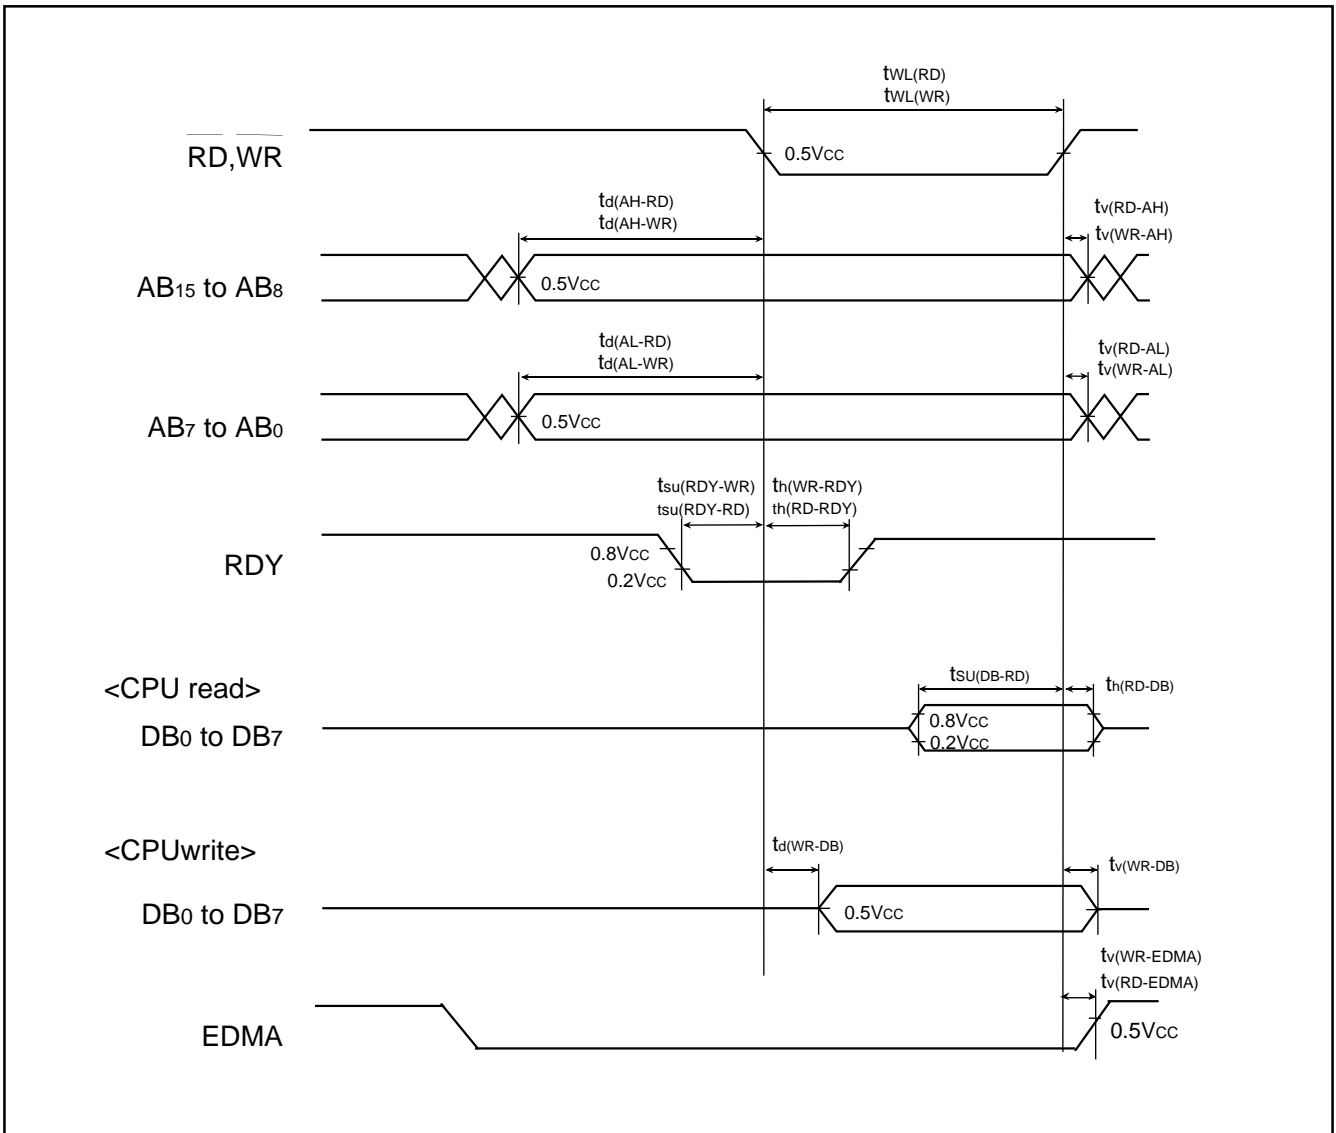 tWL(RD)
tWL(WR)
RD,WR
0.5VCC
td(AH-RD)
td(AH-WR)
tv(RD-AH)
tv(WR-AH)
AB15 to AB8
0.5VCC
td(AL-RD)
td(AL-WR)
tv(RD-AL)
tv(WR-AL)
AB7 to AB0
0.5VCC
tsu(RDY-WR) th(WR-RDY)
tsu(RDY-RD) th(RD-RDY)
RDY
0.8VCC
0.2VCC
<CPU read>
tSU(DB-RD)
th(RD-DB)
DB0 to DB7
0.8VCC
0.2VCC
<CPUwrite>
td(WR-DB)
tv(WR-DB)
DB0 to DB7
0.5VCC
tv(WR-EDMA)
tv(RD-EDMA)
EDMA
0.5VCC